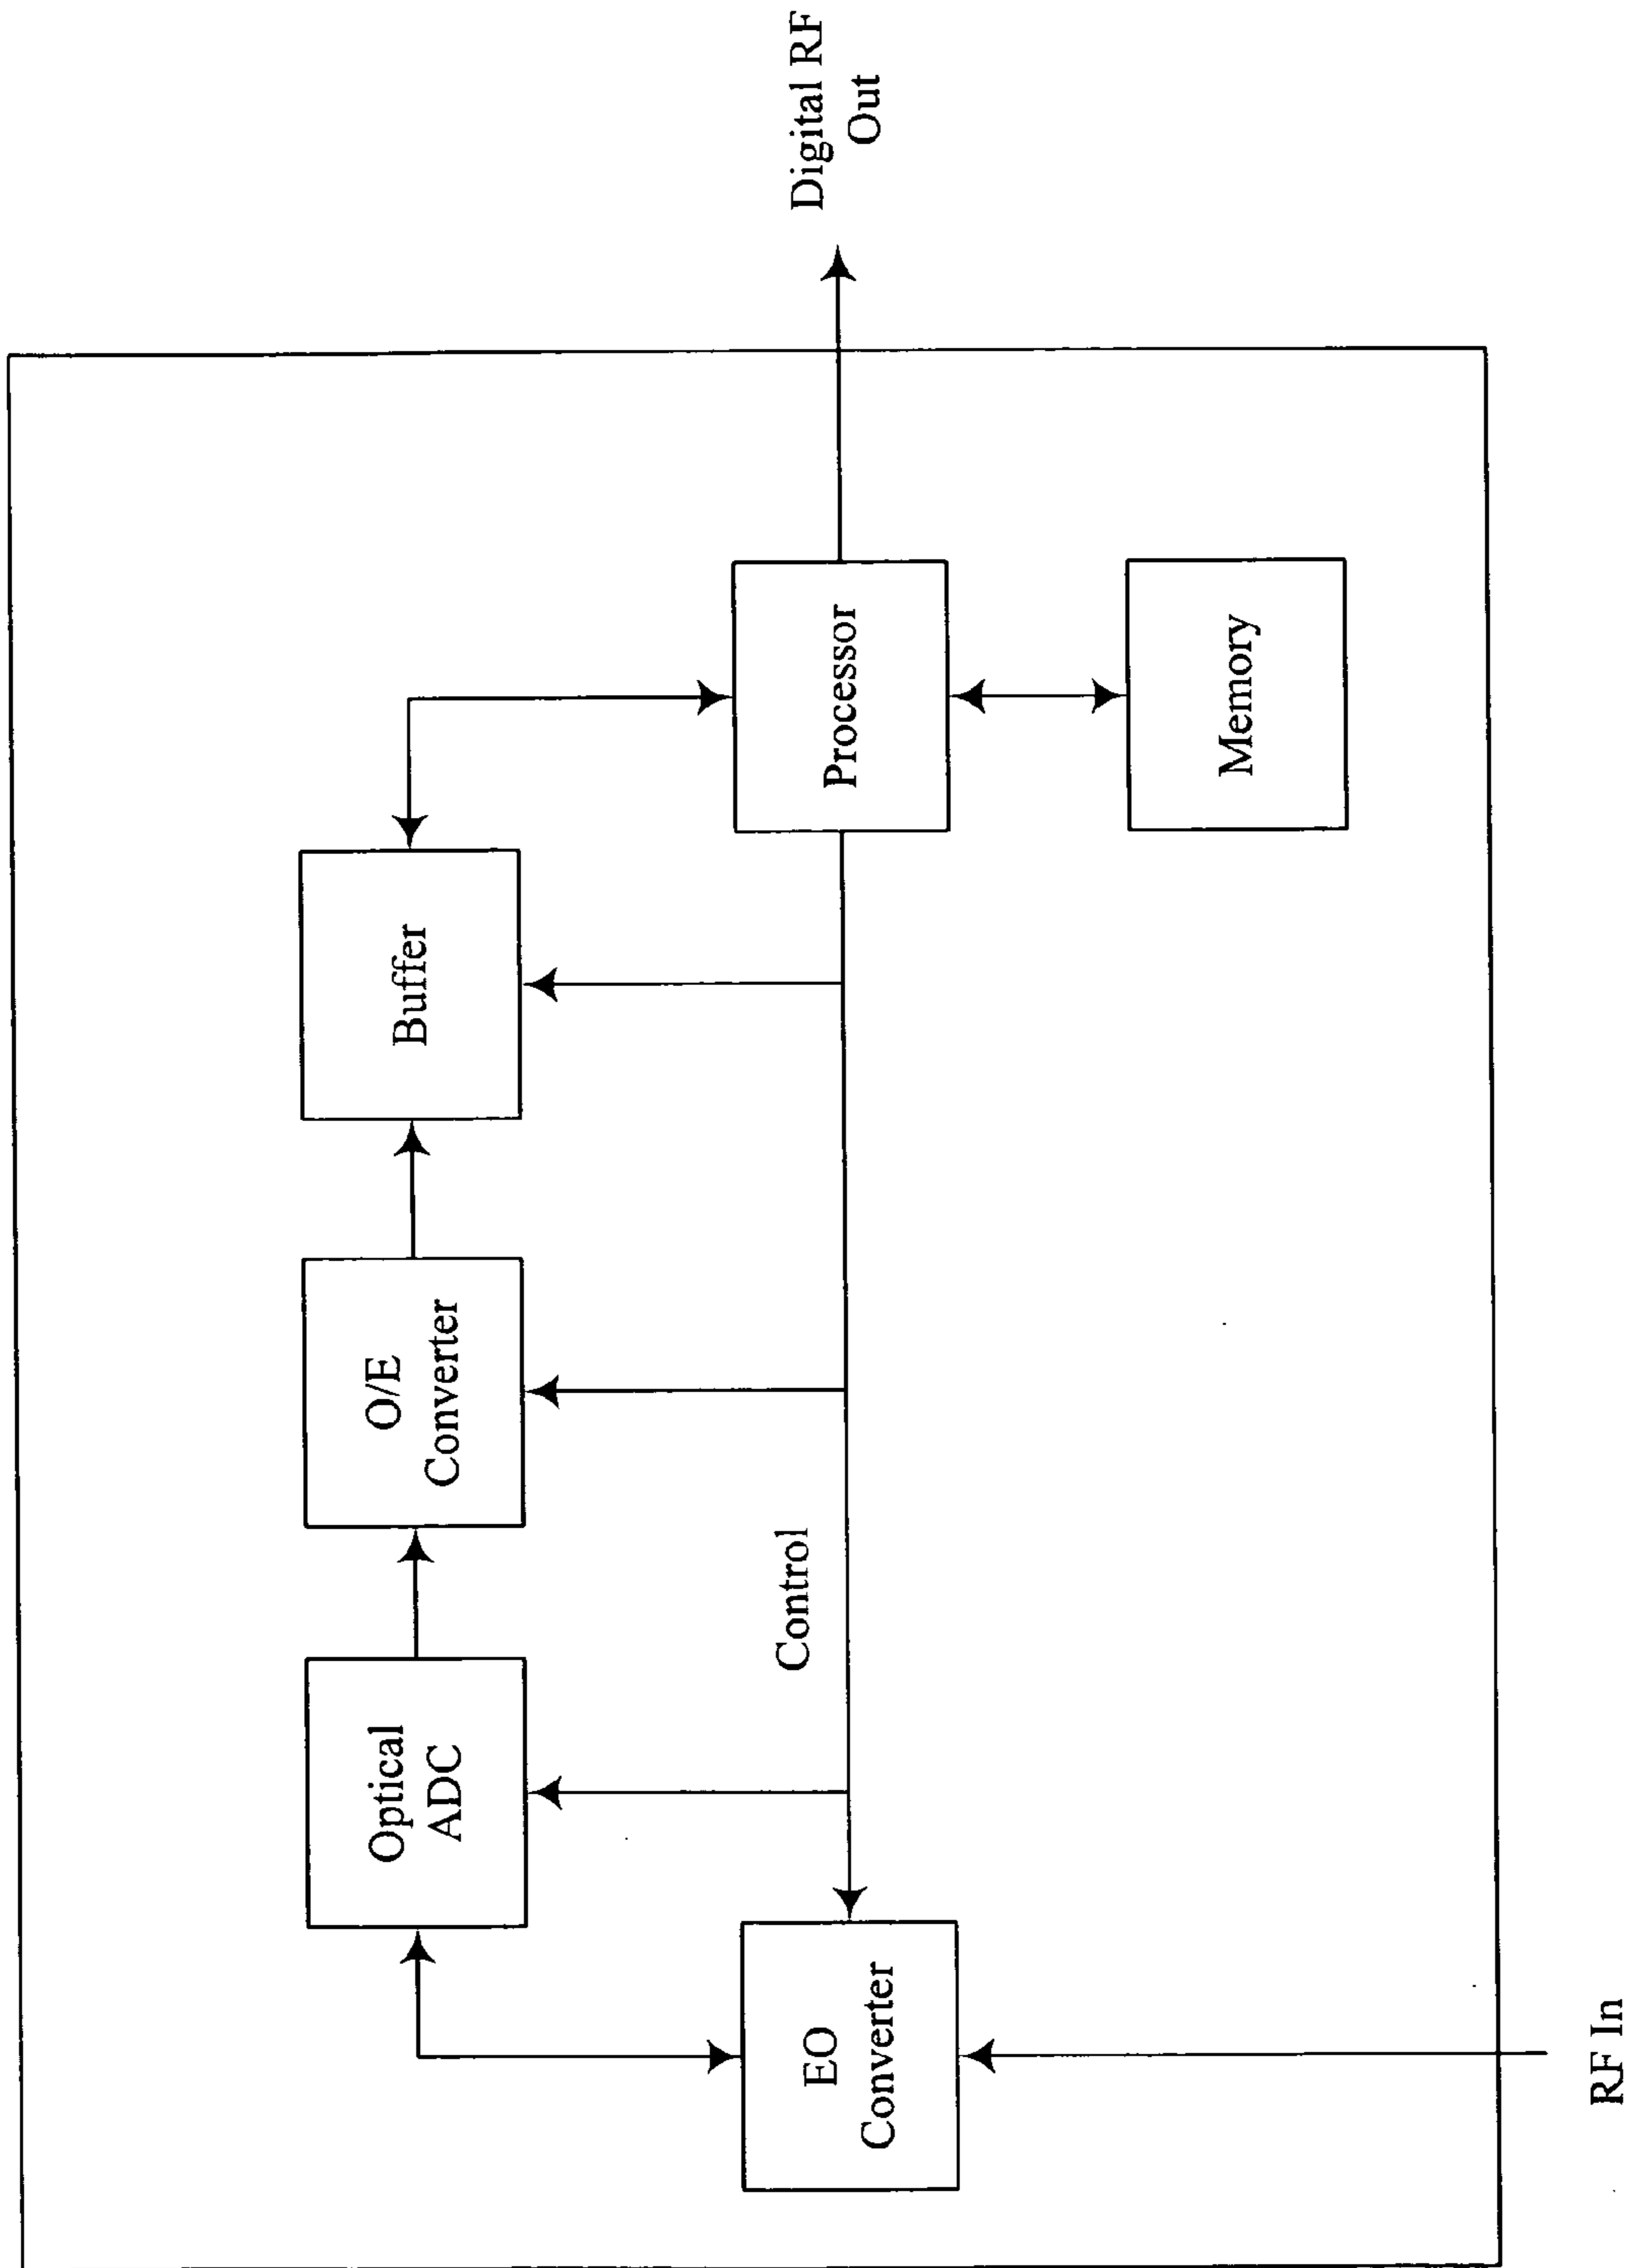 Optical
ADC
O/E
Converter
Buffer
EO
Converter
Control
Processor
Memory
RF In
Digital RF
Out